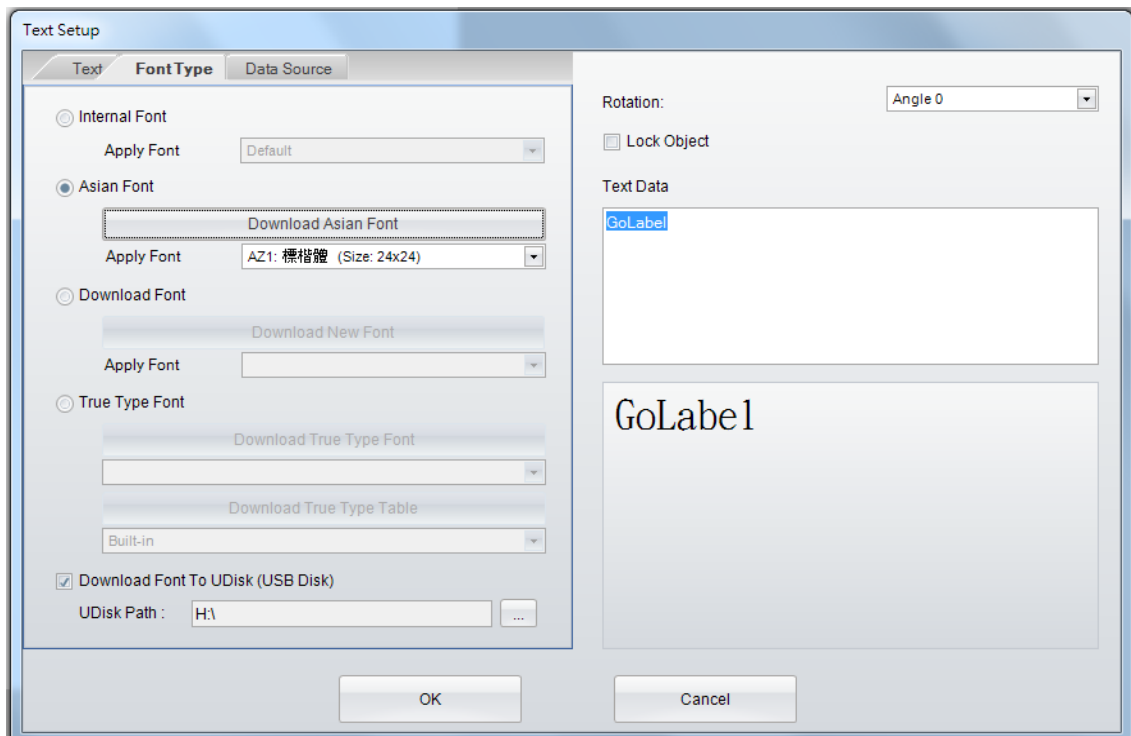 Text Setup
Text FontType Data Source
Internal Font
Apply Font Default
Asian Font
Download Asian Font
Apply Font AZ1: 標楷體 (Size: 24x24)
Download Font
Download New Font
Apply Font
True Type Font
Download True Type Font
Download True Type Table
Built-in
Download Font To UDisk (USB Disk)
UDisk Path : H:\ ...
Rotation: Angle 0
Lock Object
Text Data
GoLabel
GoLabel
OK Cancel